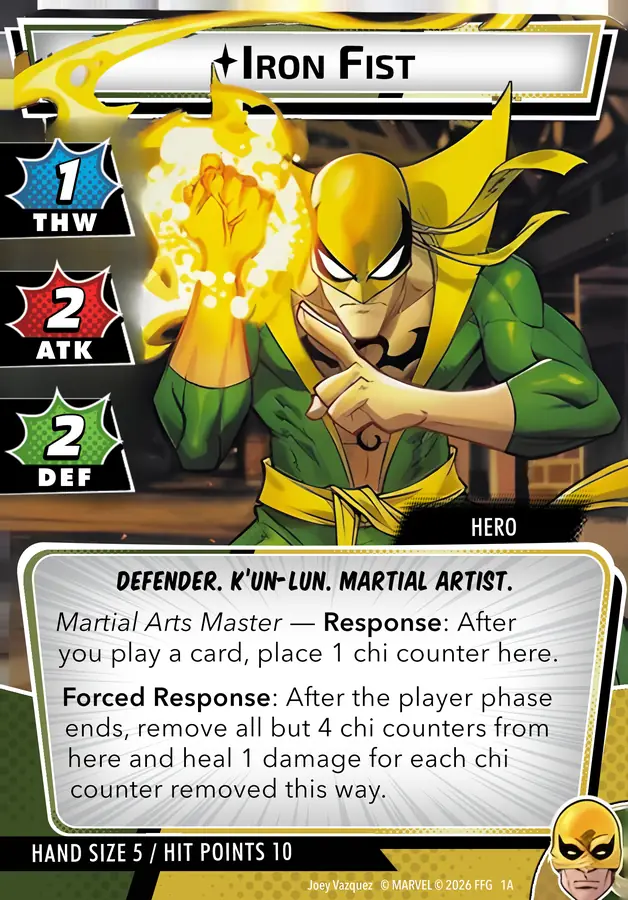 IRON FIST
1
THW
2
ATK
2
DEF
HERO
DEFENDER. K'UN-LUN. MARTIAL ARTIST.
Martial Arts Master — Response: After
you play a card, place 1 chi counter here.
Forced Response: After the player phase
ends, remove all but 4 chi counters from
here and heal 1 damage for each chi
counter removed this way.
HAND SIZE 5 / HIT POINTS 10
Joey Vazquez © MARVEL © 2026 FFG 1A